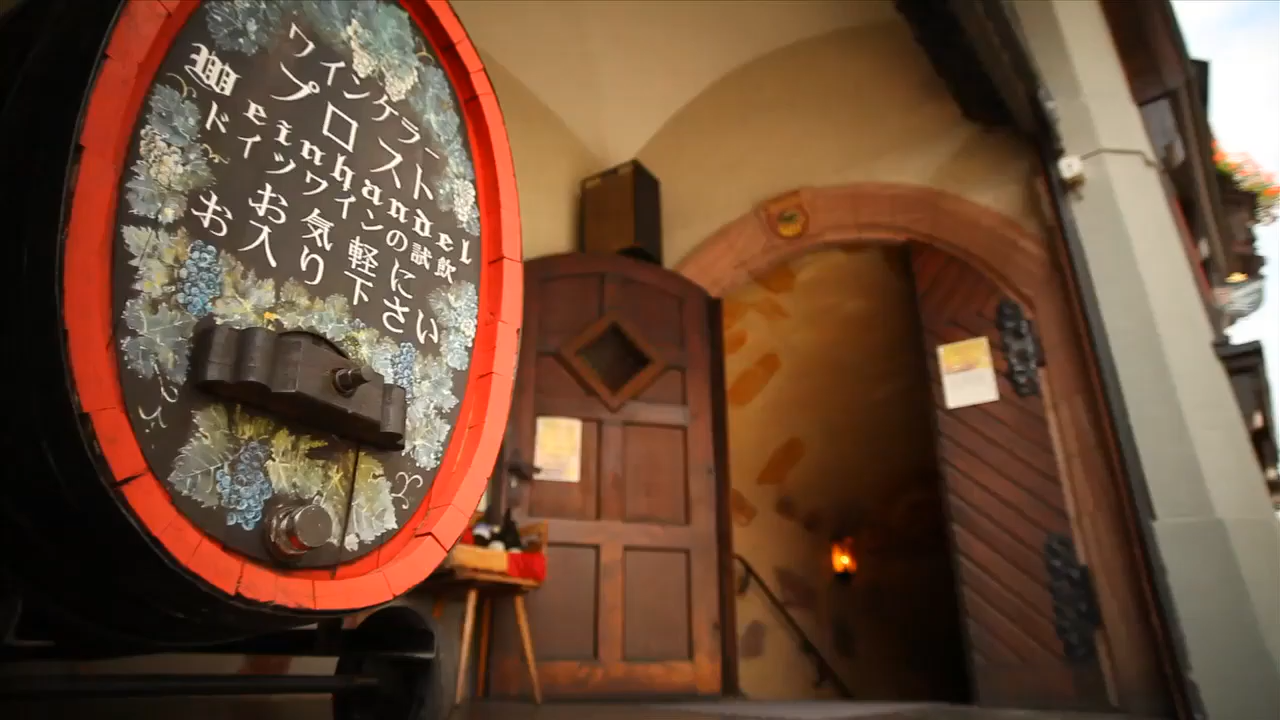 ワインケラー
プロスト
Weinhandel
ドイツワインの試飲
お気軽に
お入り下さい